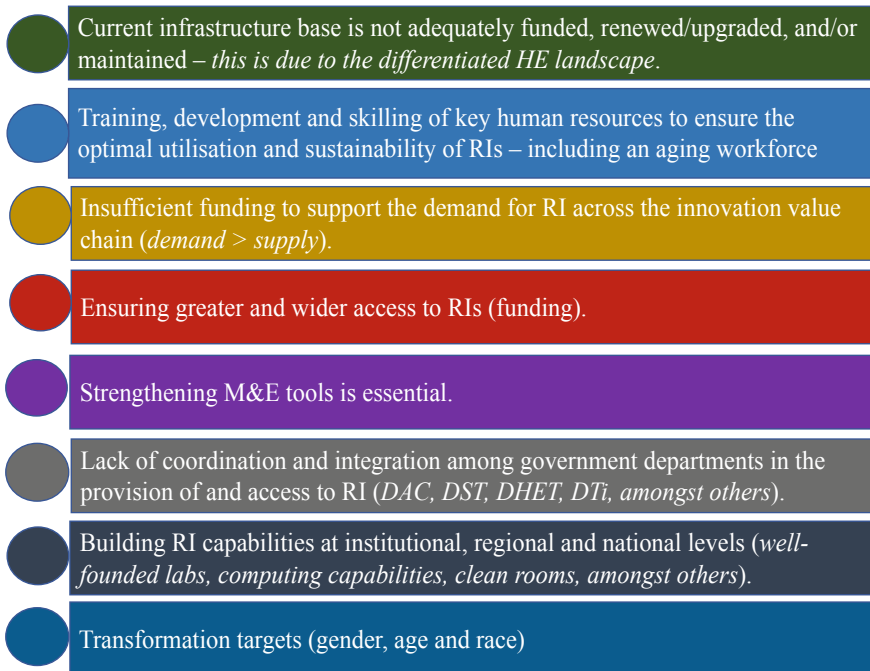 Current infrastructure base is not adequately funded, renewed/upgraded, and/or
maintained – this is due to the differentiated HE landscape.
Training, development and skilling of key human resources to ensure the
optimal utilisation and sustainability of RIs – including an aging workforce
Insufficient funding to support the demand for RI across the innovation value
chain (demand > supply).
Ensuring greater and wider access to RIs (funding).
Strengthening M&E tools is essential.
Lack of coordination and integration among government departments in the
provision of and access to RI (DAC, DST, DHET, DTi, amongst others).
Building RI capabilities at institutional, regional and national levels (well-
founded labs, computing capabilities, clean rooms, amongst others).
Transformation targets (gender, age and race)